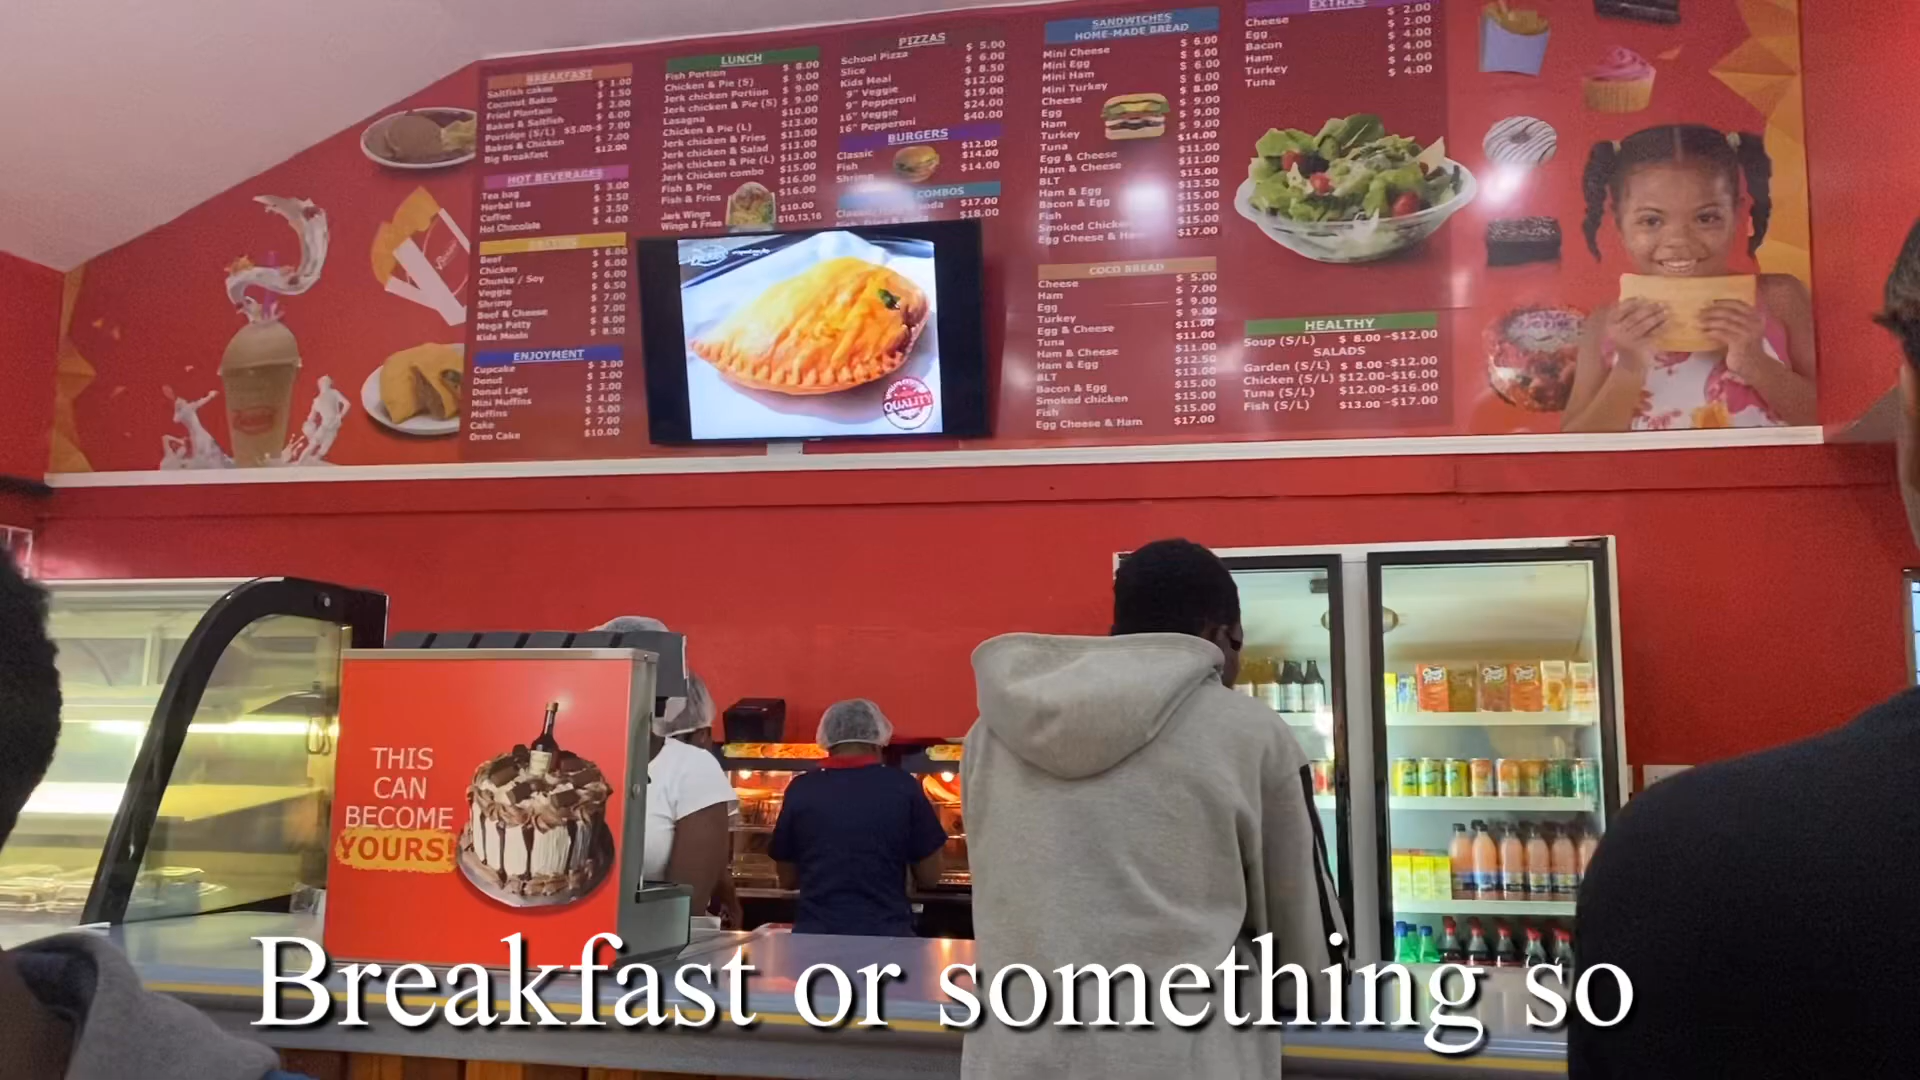 BREAKFAST
Saltfish cakes $ 1.00
Coconut Bakes $ 1.50
Fried Plantain $ 2.00
Bakes & Saltfish $ 6.00
Porridge (S/L) $5.00-$ 7.00
Bakes & Chicken $ 7.00
Big Breakfast $12.00
HOT BEVERAGES
Tea bag $ 3.00
Herbal tea $ 3.50
Coffee $ 3.50
Hot Chocolate $ 4.00
Beef $ 6.00
Chicken $ 6.00
Chunks / Soy $ 6.00
Veggie $ 6.50
Shrimp $ 7.00
Beef & Cheese $ 7.00
Mega Patty $ 8.00
Kids Meals $ 8.50
ENJOYMENT
Cupcake $ 3.00
Donut $ 3.00
Donut Logs $ 3.00
Mini Muffins $ 4.00
Muffins $ 5.00
Cake $ 7.00
Oreo Cake $10.00
LUNCH
Fish Portion $ 8.00
Chicken & Pie (S) $ 9.00
Jerk chicken Portion $ 9.00
Jerk chicken & Pie (S) $ 9.00
Lasagna $10.00
Chicken & Pie (L) $13.00
Jerk chicken & Fries $13.00
Jerk chicken & Salad $13.00
Jerk chicken & Pie (L) $13.00
Jerk chicken combo $15.00
Fish & Pie $16.00
Fish & Fries $16.00
Jerk Wings $10.00
Wings & Fries $10,13,16
PIZZAS
School Pizza $ 5.00
Slice $ 6.00
Kids Meal $ 8.50
9" Veggie $12.00
9" Pepperoni $19.00
16" Veggie $24.00
16" Pepperoni $40.00
BURGERS
Classic $12.00
Fish $14.00
Shrimp $14.00
COMBOS
$17.00
$18.00
QUALITY
SANDWICHES
HOME-MADE BREAD
Mini Cheese $ 6.00
Mini Egg $ 6.00
Mini Ham $ 6.00
Mini Turkey $ 6.00
Cheese $ 8.00
Egg $ 9.00
Ham $ 9.00
Turkey $ 9.00
Tuna $14.00
Egg & Cheese $11.00
Ham & Cheese $11.00
BLT $15.00
Ham & Egg $13.50
Bacon & Egg $15.00
Fish $15.00
Smoked Chicken $15.00
Egg Cheese & Ham $17.00
COCO BREAD
Cheese $ 5.00
Ham $ 7.00
Egg $ 9.00
Turkey $ 9.00
Egg & Cheese $11.00
Tuna $11.00
Ham & Cheese $11.00
Ham & Egg $12.50
BLT $13.00
Bacon & Egg $15.00
Smoked chicken $15.00
Fish $15.00
Egg Cheese & Ham $17.00
EXTRAS
Cheese $ 2.00
Egg $ 2.00
Bacon $ 4.00
Ham $ 4.00
Turkey $ 4.00
Tuna $ 4.00
HEALTHY
Soup (S/L) $ 8.00 -$12.00
SALADS
Garden (S/L) $ 8.00 -$12.00
Chicken (S/L) $12.00-$16.00
Tuna (S/L) $12.00-$16.00
Fish (S/L) $13.00 -$17.00
THIS
CAN
BECOME
YOURS!
Breakfast or something so